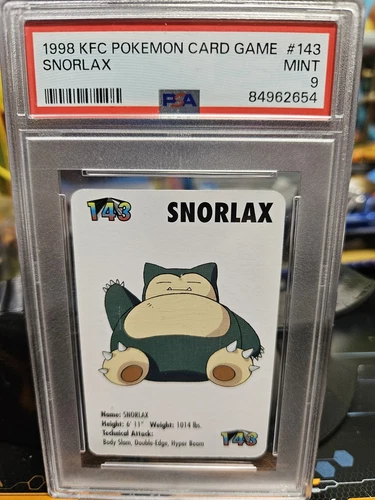 1998 KFC POKEMON CARD GAME #143
SNORLAX MINT
9
PSA 84962654
143 SNORLAX
Name: SNORLAX
Height: 6' 11" Weight: 1014 lbs.
Technical Attack:
Body Slam, Double-Edge, Hyper Beam
143